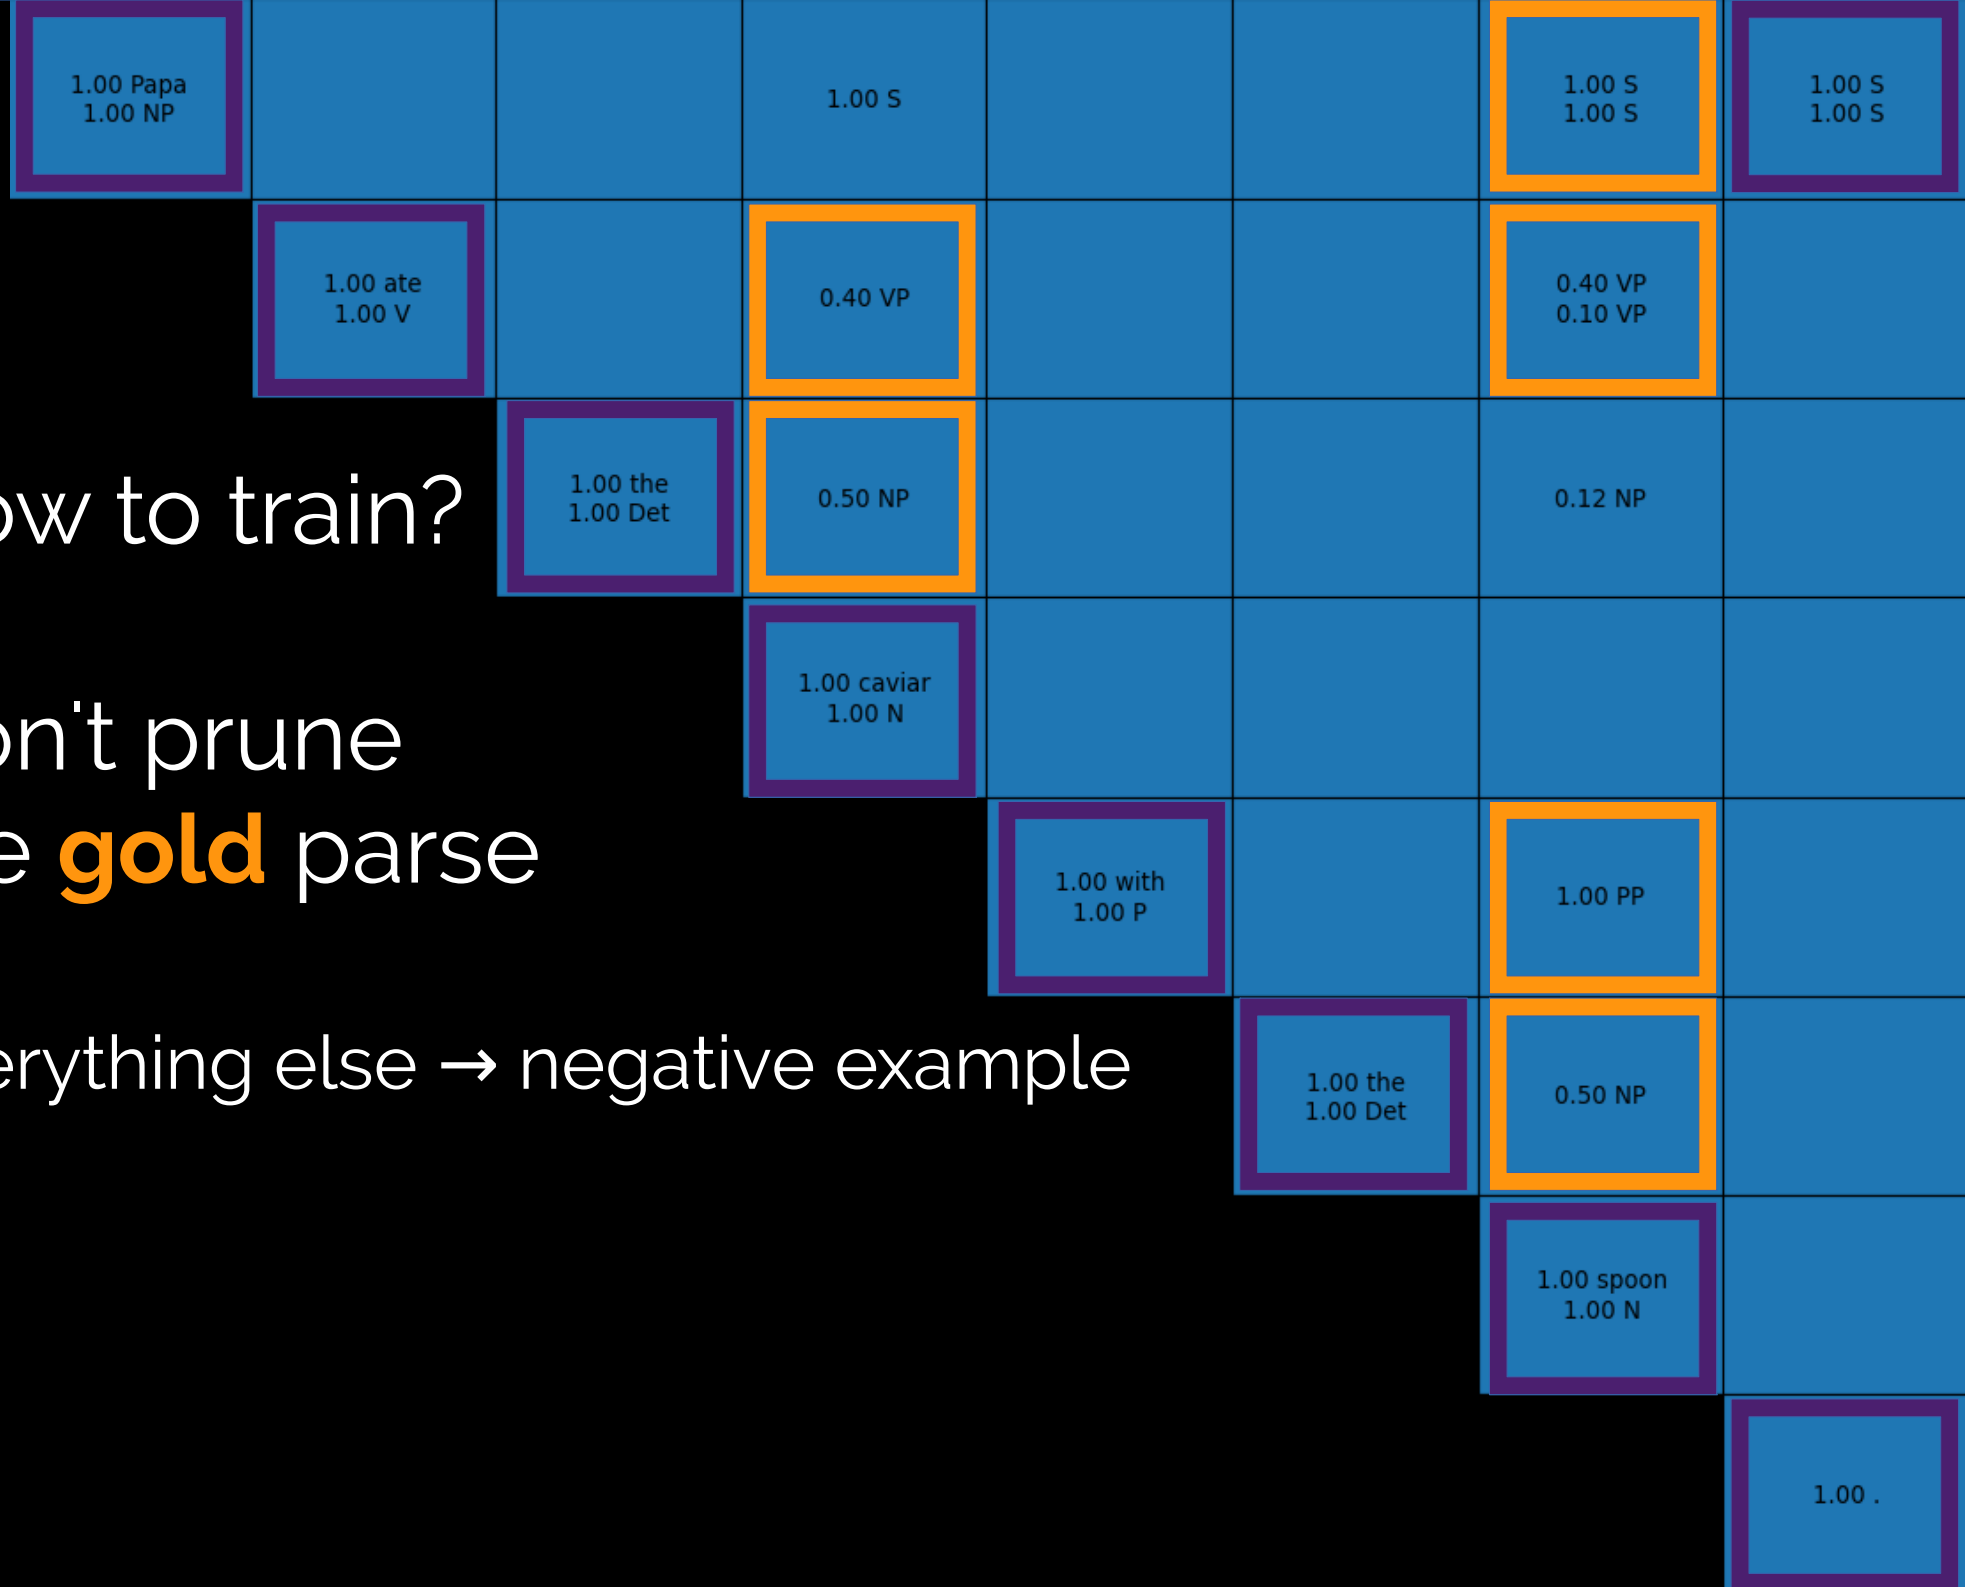 1.00 Papa
1.00 NP
1.00 S
1.00 S
1.00 S
1.00 S
1.00 S
1.00 ate
1.00 V
0.40 VP
0.40 VP
0.10 VP
ow to train?
1.00 the
1.00 Det
0.50 NP
0.12 NP
1.00 caviar
1.00 N
on't prune
e gold parse
1.00 with
1.00 P
1.00 PP
erything else → negative example
1.00 the
1.00 Det
0.50 NP
1.00 spoon
1.00 N
1.00 .